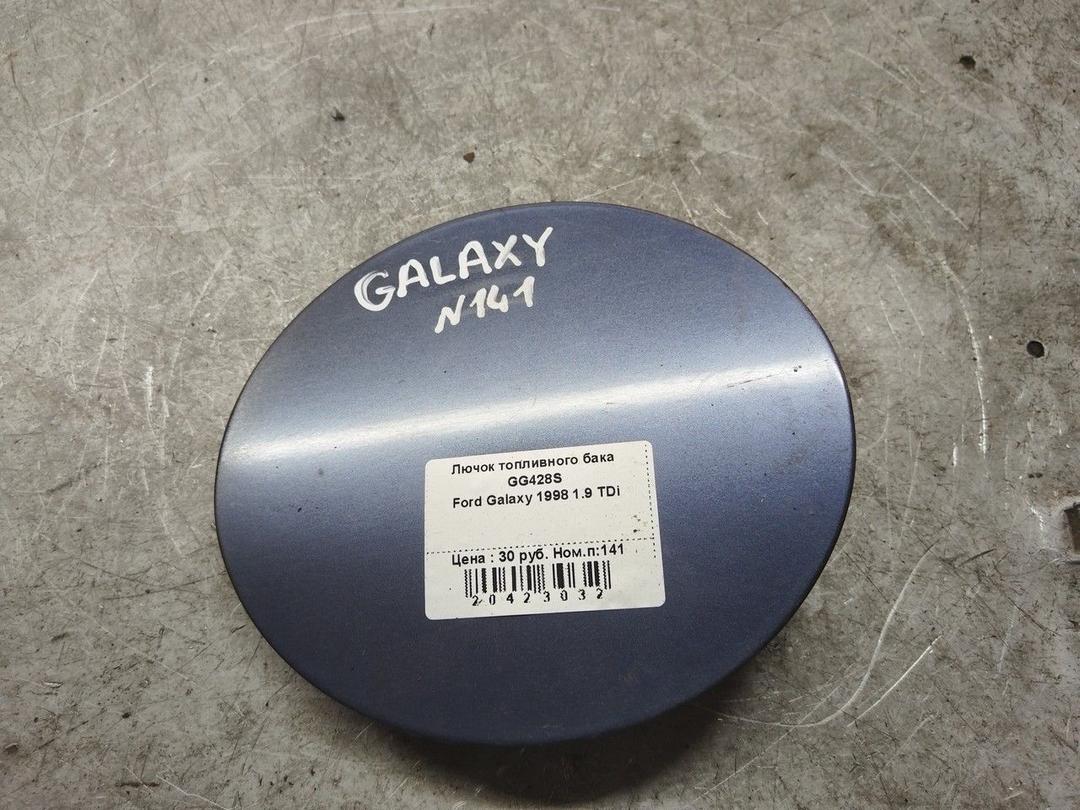 GALAXY
N141
Лючок топливного бака
GG428S
Ford Galaxy 1998 1.9 TDi
Цена : 30 руб. Ном.п:141
20423032